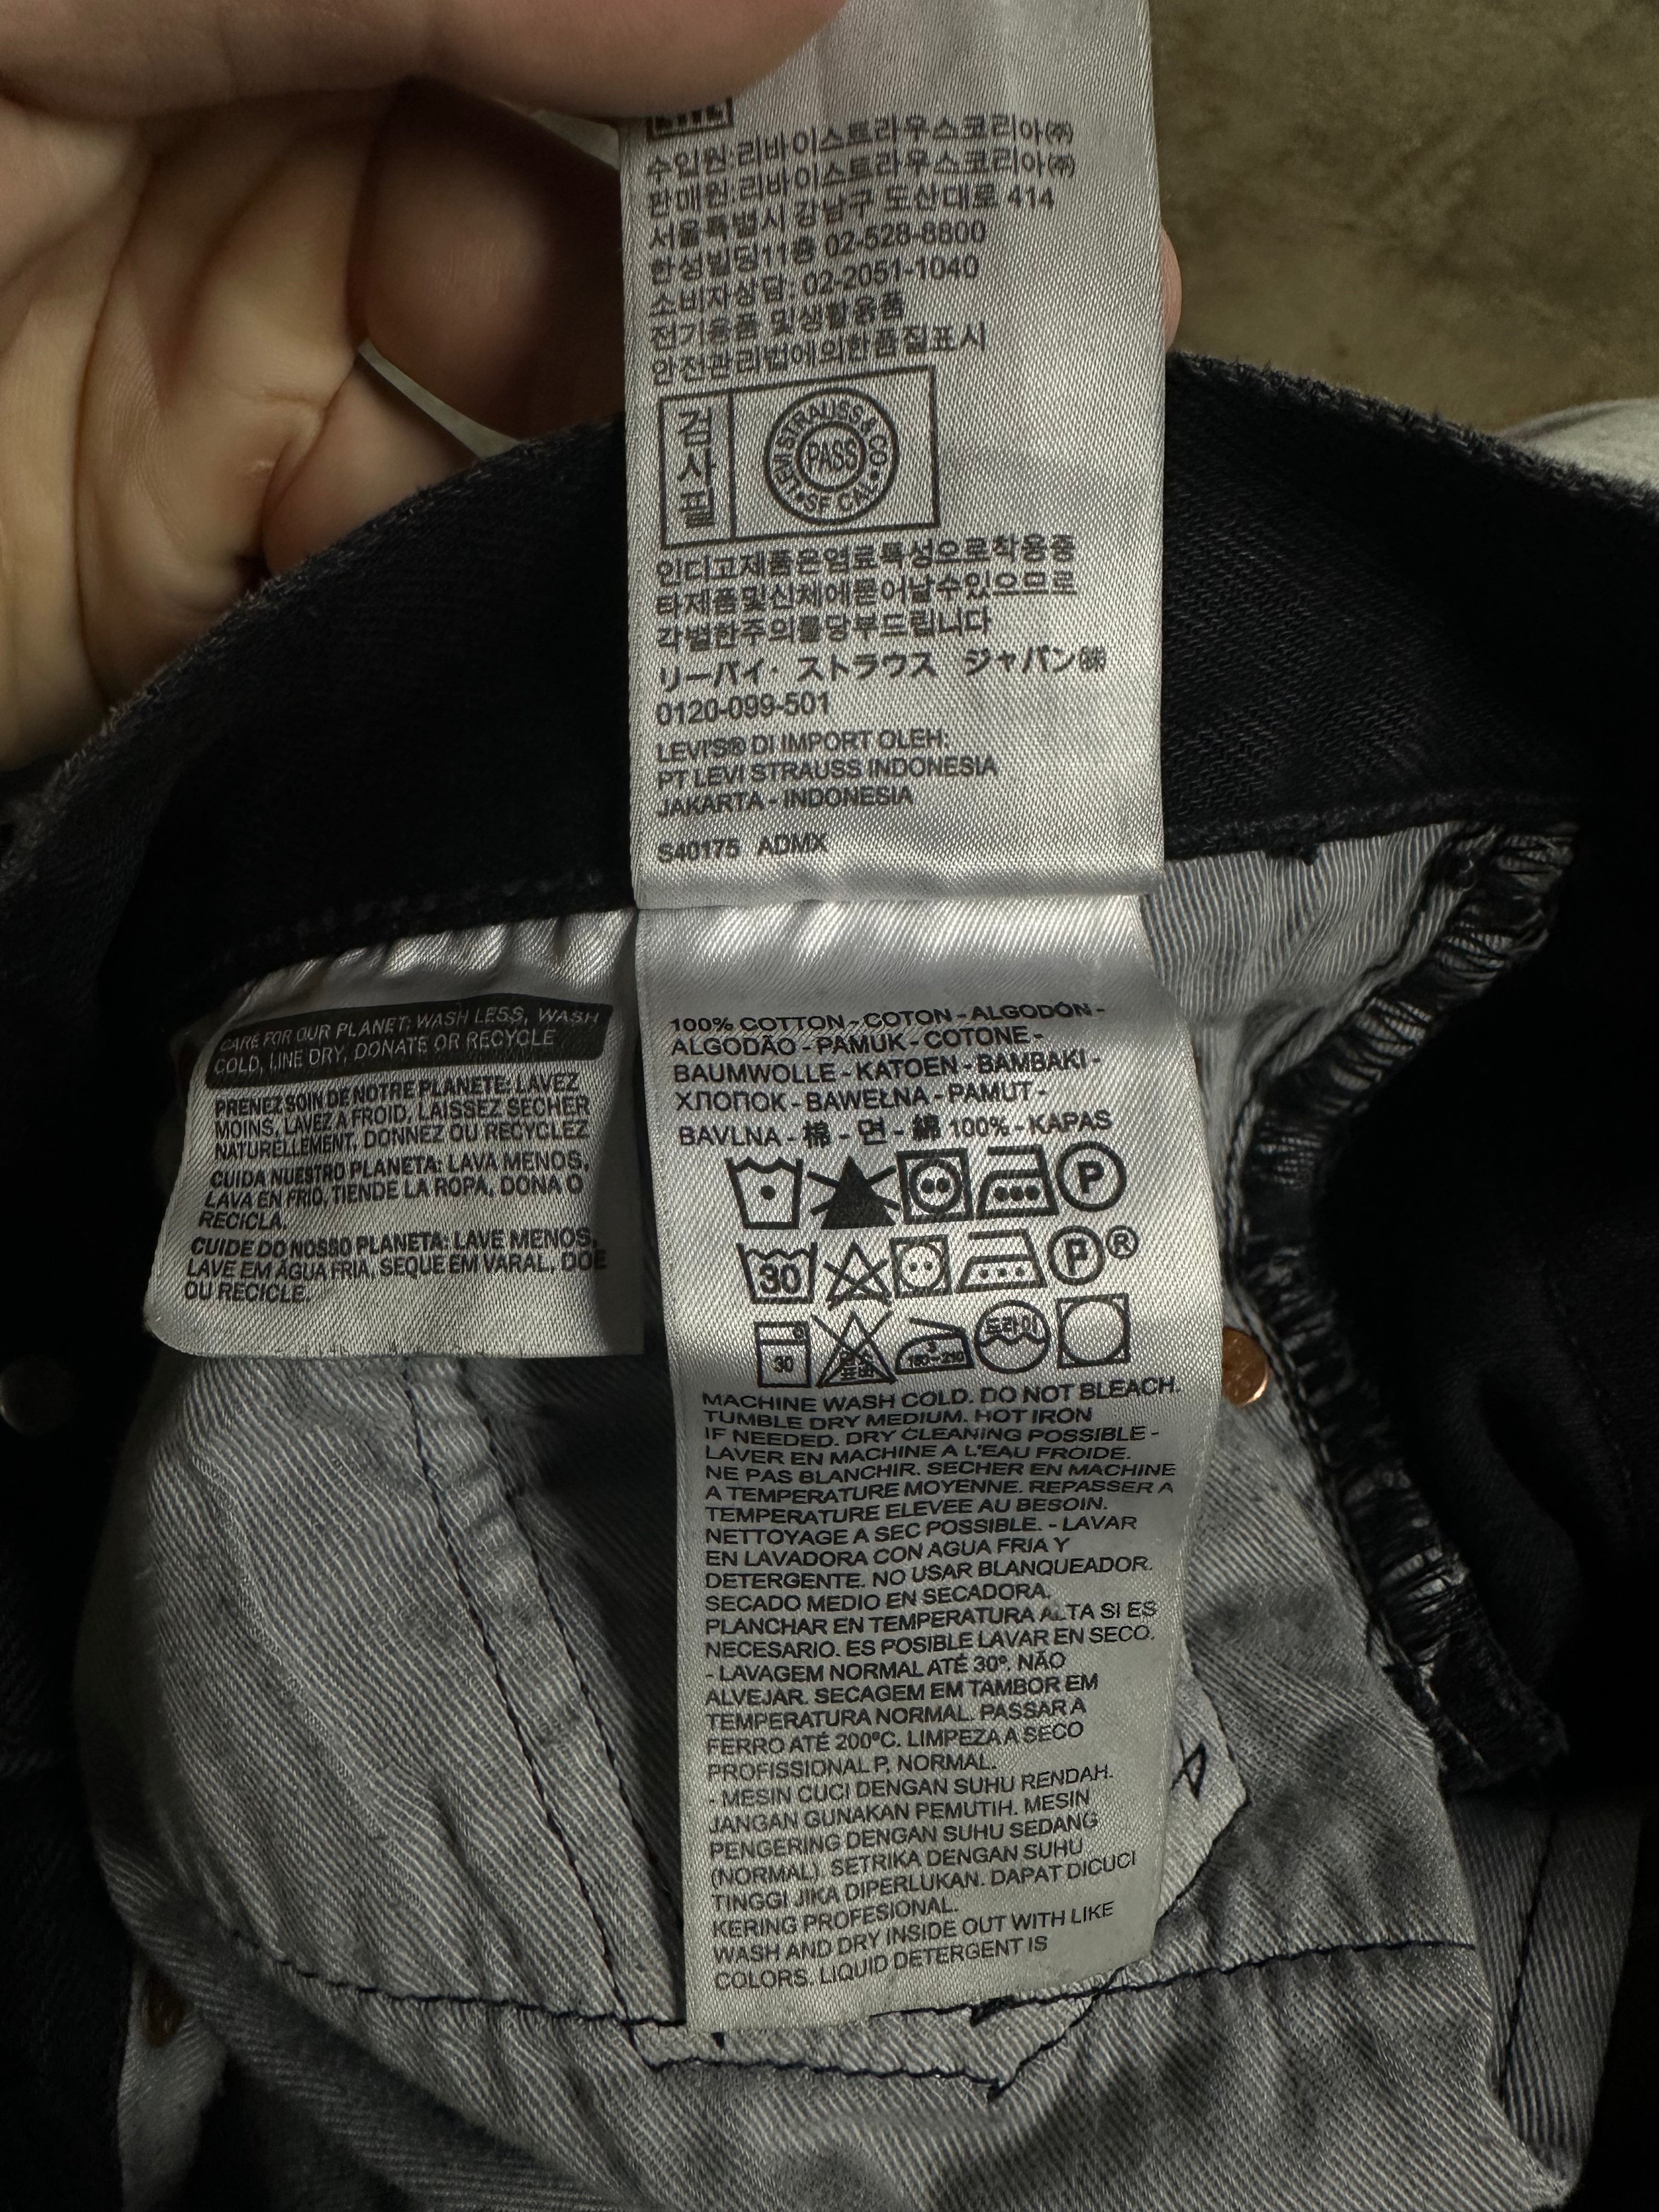 수입원:리바이스트라우스코리아㈜
판매원:리바이스트라우스코리아㈜
서울특별시 강남구 도산대로 414
한성빌딩11층 02-528-8800
소비자상담: 02-2051-1040
전기용품 및생활용품
안전관리법에의한품질표시
검사필
LEVI STRAUSS & CO
PASS
SF CAL
인디고제품은염료특성으로착용중
타제품및신체에묻어날수있으므로
각별한주의를당부드립니다
リーバイ・ストラウス ジャパン㈱
0120-099-501
LEVI'S® DI IMPORT OLEH:
PT LEVI STRAUSS INDONESIA
JAKARTA - INDONESIA
S40175 ADMX
CARE FOR OUR PLANET: WASH LESS, WASH
COLD, LINE DRY, DONATE OR RECYCLE
PRENEZ SOIN DE NOTRE PLANETE: LAVEZ
MOINS, LAVEZ A FROID, LAISSEZ SECHER
NATURELLEMENT, DONNEZ OU RECYCLEZ
CUIDA NUESTRO PLANETA: LAVA MENOS,
LAVA EN FRIO, TIENDE LA ROPA, DONA O
RECICLA.
CUIDE DO NOSSO PLANETA: LAVE MENOS,
LAVE EM ÁGUA FRIA, SEQUE EM VARAL, DOE
OU RECICLE.
100% COTTON - COTON - ALGODÓN -
ALGODÃO - PAMUK - COTONE -
BAUMWOLLE - KATOEN - BAMBAKI -
ХЛОПОК - BAWEŁNA - PAMUT -
BAVLNA - 棉 - 면 - 綿 100% - KAPAS
P
30 P ®
30 3 180~210 드라이
MACHINE WASH COLD. DO NOT BLEACH.
TUMBLE DRY MEDIUM. HOT IRON
IF NEEDED. DRY CLEANING POSSIBLE -
LAVER EN MACHINE A L'EAU FROIDE.
NE PAS BLANCHIR. SECHER EN MACHINE
A TEMPERATURE MOYENNE. REPASSER A
TEMPERATURE ELEVEE AU BESOIN.
NETTOYAGE A SEC POSSIBLE. - LAVAR
EN LAVADORA CON AGUA FRIA Y
DETERGENTE. NO USAR BLANQUEADOR.
SECADO MEDIO EN SECADORA.
PLANCHAR EN TEMPERATURA ALTA SI ES
NECESARIO. ES POSIBLE LAVAR EN SECO.
- LAVAGEM NORMAL ATÉ 30º. NÃO
ALVEJAR. SECAGEM EM TAMBOR EM
TEMPERATURA NORMAL. PASSAR A
FERRO ATÉ 200ºC. LIMPEZA A SECO
PROFISSIONAL P, NORMAL.
- MESIN CUCI DENGAN SUHU RENDAH.
JANGAN GUNAKAN PEMUTIH. MESIN
PENGERING DENGAN SUHU SEDANG
(NORMAL). SETRIKA DENGAN SUHU
TINGGI JIKA DIPERLUKAN. DAPAT DICUCI
KERING PROFESIONAL.
WASH AND DRY INSIDE OUT WITH LIKE
COLORS. LIQUID DETERGENT IS